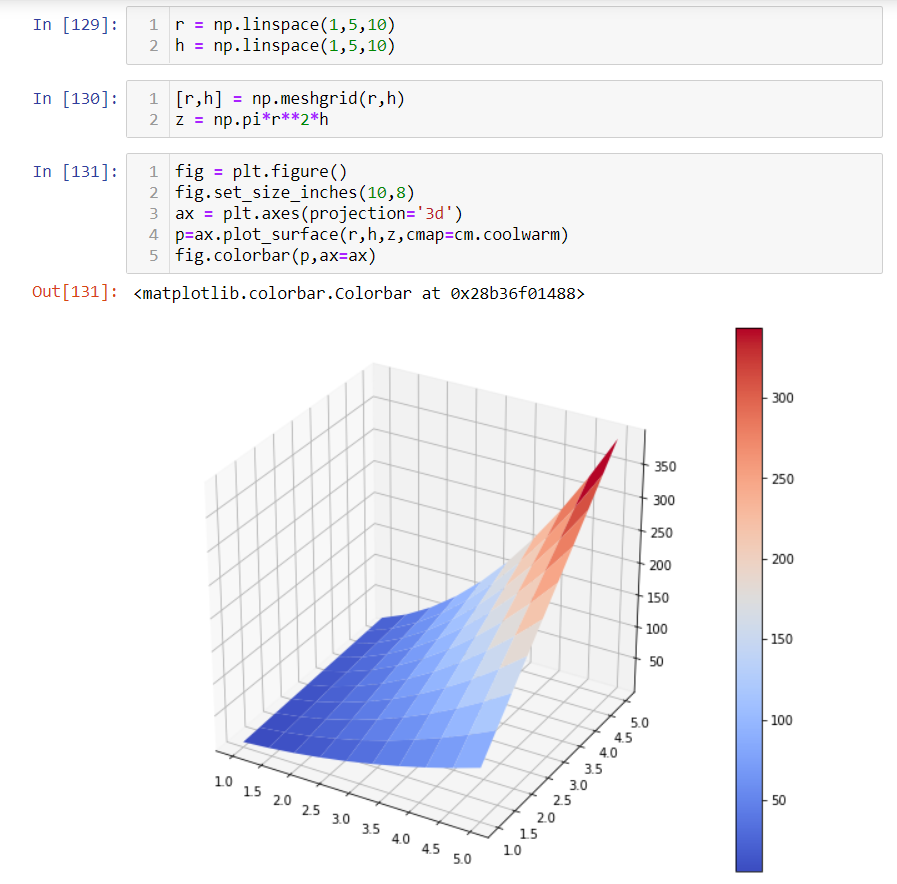 In [129]:
1 r = np.linspace(1,5,10)
2 h = np.linspace(1,5,10)
In [130]:
1 [r,h] = np.meshgrid(r,h)
2 z = np.pi*r**2*h
In [131]:
1 fig = plt.figure()
2 fig.set_size_inches(10,8)
3 ax = plt.axes(projection='3d')
4 p=ax.plot_surface(r,h,z,cmap=cm.coolwarm)
5 fig.colorbar(p,ax=ax)
Out[131]: <matplotlib.colorbar.Colorbar at 0x28b36f01488>
350
300
250
200
150
100
50
1.0
1.5
2.0
2.5
3.0
3.5
4.0
4.5
5.0
5.0
4.5
4.0
3.5
3.0
2.5
2.0
1.5
1.0
300
250
200
150
100
50